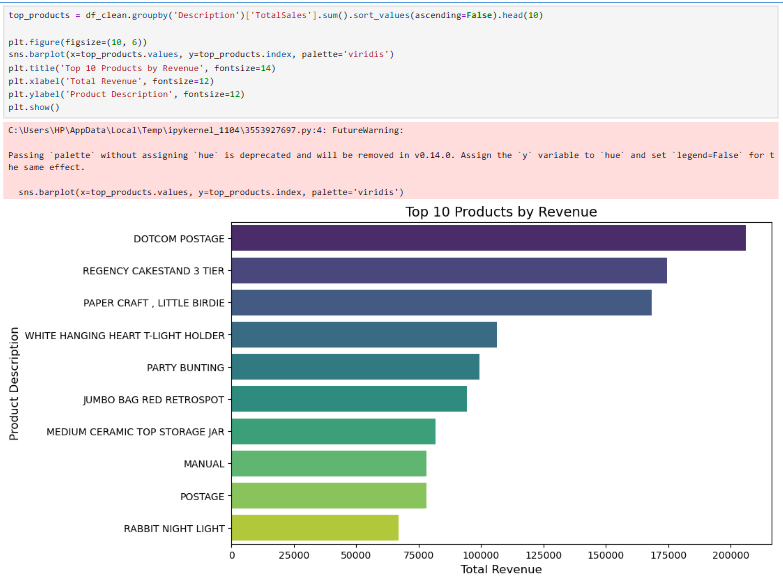 top_products = df_clean.groupby('Description')['TotalSales'].sum().sort_values(ascending=False).head(10)
plt.figure(figsize=(10, 6))
sns.barplot(x=top_products.values, y=top_products.index, palette='viridis')
plt.title('Top 10 Products by Revenue', fontsize=14)
plt.xlabel('Total Revenue', fontsize=12)
plt.ylabel('Product Description', fontsize=12)
plt.show()
C:\Users\HP\AppData\Local\Temp\ipykernel_1104\3553927697.py:4: FutureWarning:
Passing `palette` without assigning `hue` is deprecated and will be removed in v0.14.0. Assign the `y` variable to `hue` and set `legend=False` for t
he same effect.
sns.barplot(x=top_products.values, y=top_products.index, palette='viridis')
Top 10 Products by Revenue
Product Description
DOTCOM POSTAGE
REGENCY CAKESTAND 3 TIER
PAPER CRAFT , LITTLE BIRDIE
WHITE HANGING HEART T-LIGHT HOLDER
PARTY BUNTING
JUMBO BAG RED RETROSPOT
MEDIUM CERAMIC TOP STORAGE JAR
MANUAL
POSTAGE
RABBIT NIGHT LIGHT
0 25000 50000 75000 100000 125000 150000 175000 200000
Total Revenue